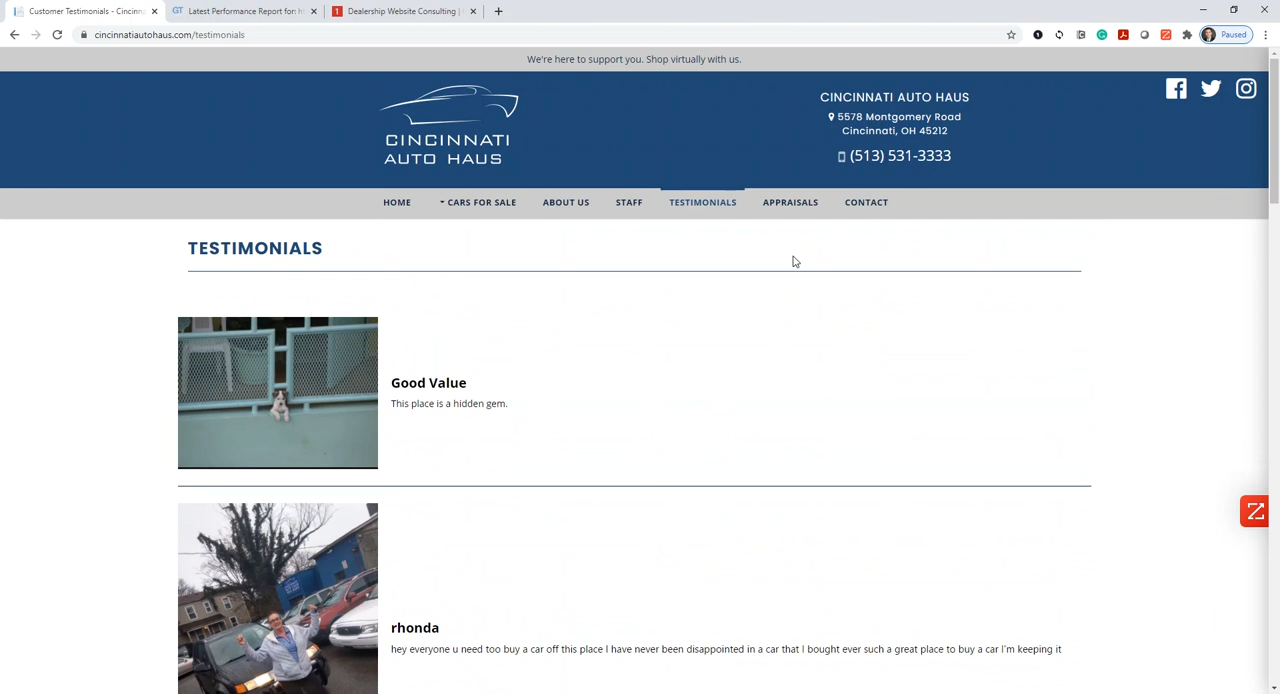 Customer Testimonials - Cincinna
Latest Performance Report for: h
Dealership Website Consulting |
cincinnatiautohaus.com/testimonials
Paused
We're here to support you. Shop virtually with us.
CINCINNATI
AUTO HAUS
CINCINNATI AUTO HAUS
5578 Montgomery Road
Cincinnati, OH 45212
(513) 531-3333
HOME CARS FOR SALE ABOUT US STAFF TESTIMONIALS APPRAISALS CONTACT
TESTIMONIALS
Good Value
This place is a hidden gem.
rhonda
hey everyone u need too buy a car off this place I have never been disappointed in a car that I bought ever such a great place to buy a car I'm keeping it